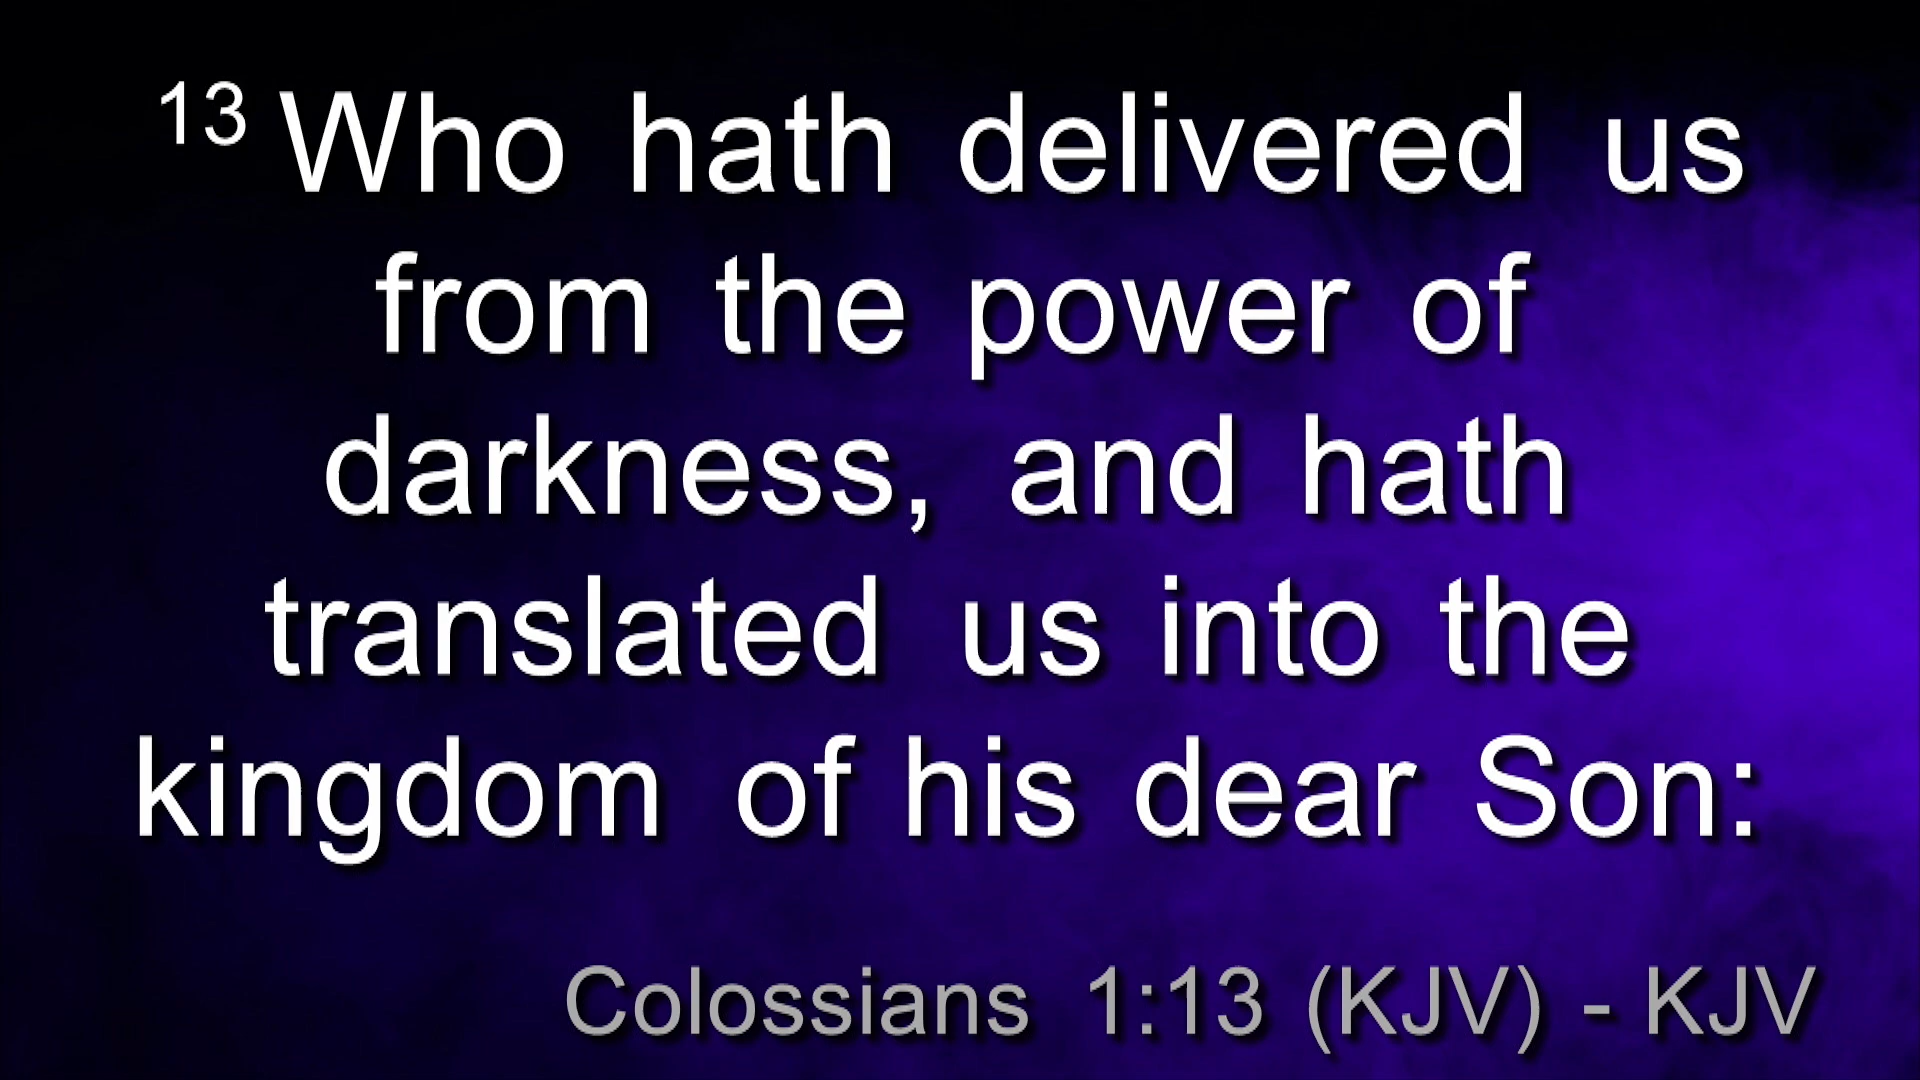 13 Who hath delivered us
from the power of
darkness, and hath
translated us into the
kingdom of his dear Son:
Colossians 1:13 (KJV) - KJV